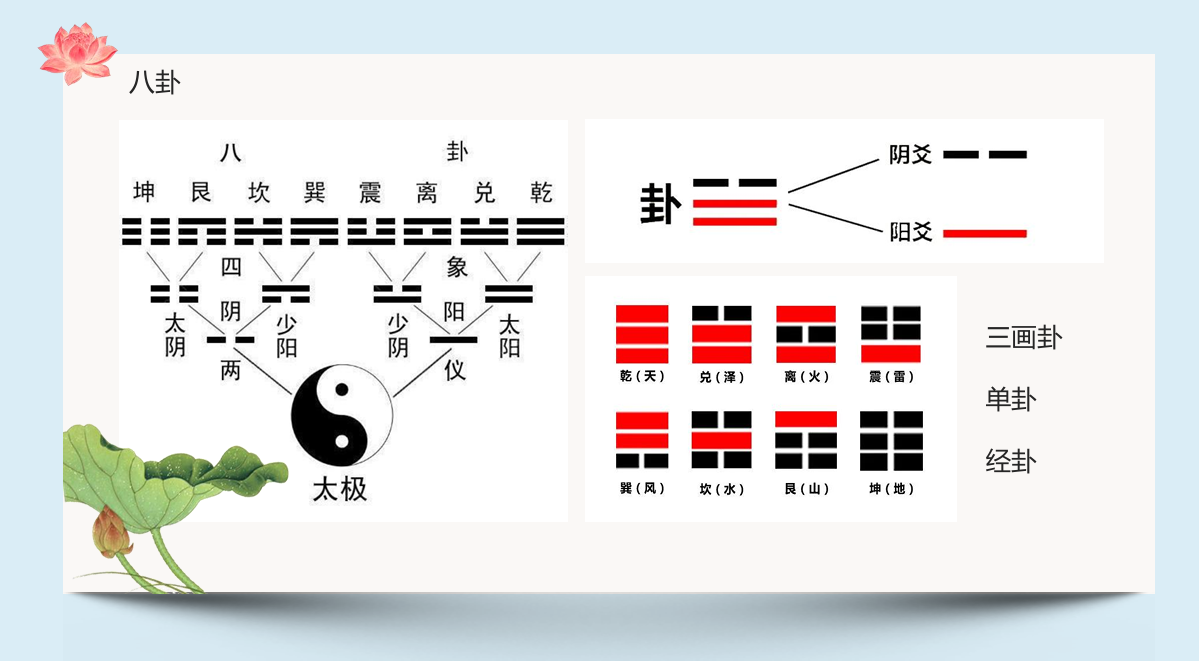 八卦
八 卦
坤 艮 坎 巽 震 离 兑 乾
四 象
太阴
阴
少阳
少阴
阳
太阳
两 仪
太极
卦
阴爻
阳爻
乾(天) 兑(泽) 离(火) 震(雷)
巽(风) 坎(水) 艮(山) 坤(地)
三画卦
单卦
经卦